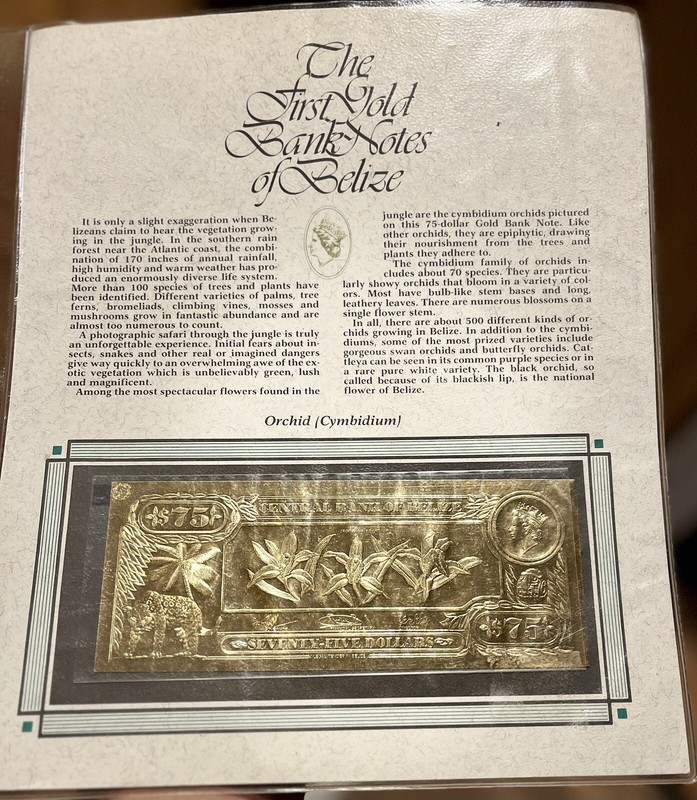 The
First Gold
Bank Notes
of Belize
It is only a slight exaggeration when Be-
lizeans claim to hear the vegetation grow-
ing in the jungle. In the southern rain
forest near the Atlantic coast, the combi-
nation of 170 inches of annual rainfall,
high humidity and warm weather has pro-
duced an enormously diverse life system.
More than 100 species of trees and plants have
been identified. Different varieties of palms, tree
ferns, bromeliads, climbing vines, mosses and
mushrooms grow in fantastic abundance and are
almost too numerous to count.
A photographic safari through the jungle is truly
an unforgettable experience. Initial fears about in-
sects, snakes and other real or imagined dangers
give way quickly to an overwhelming awe of the ex-
otic vegetation which is unbelievably green, lush
and magnificent.
Among the most spectacular flowers found in the
jungle are the cymbidium orchids pictured
on this 75-dollar Gold Bank Note. Like
other orchids, they are epiphytic, drawing
their nourishment from the trees and
plants they adhere to.
The cymbidium family of orchids in-
cludes about 70 species. They are particu-
larly showy orchids that bloom in a variety of col-
ors. Most have bulb-like stem bases and long,
leathery leaves. There are numerous blossoms on a
single flower stem.
In all, there are about 500 different kinds of or-
chids growing in Belize. In addition to the cymbi-
diums, some of the most prized varieties include
gorgeous swan orchids and butterfly orchids. Cat-
tleya can be seen in its common purple species or in
a rare pure white variety. The black orchid, so
called because of its blackish lip, is the national
flower of Belize.
Orchid (Cymbidium)
CENTRAL BANK OF BELIZE
$75
$75
SEVENTY-FIVE DOLLARS